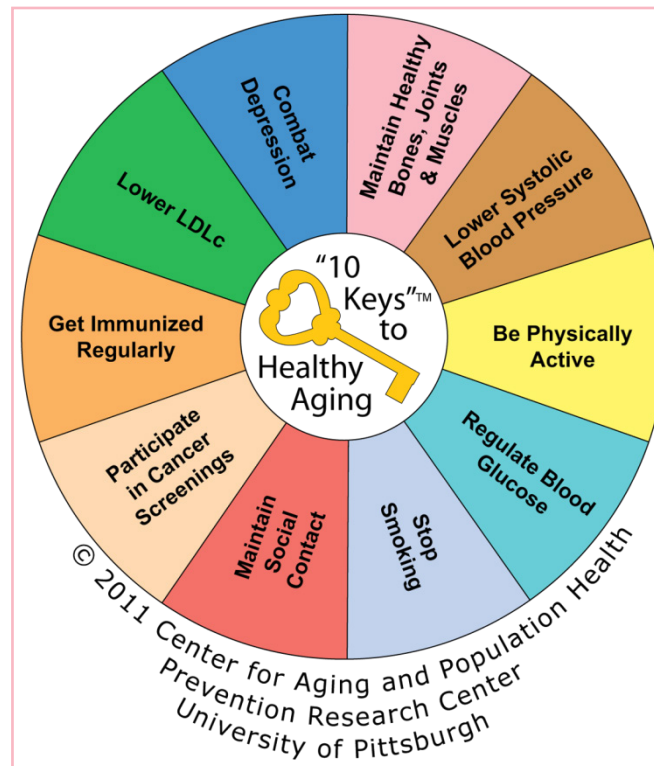 "10
Keys"™
to
Healthy
Aging
Maintain Healthy
Bones, Joints
& Muscles
Lower Systolic
Blood Pressure
Be Physically
Active
Regulate Blood
Glucose
Stop
Smoking
Maintain
Social
Contact
Participate
in Cancer
Screenings
Get Immunized
Regularly
Lower LDLc
Combat
Depression
© 2011 Center for Aging and Population Health
Prevention Research Center
University of Pittsburgh